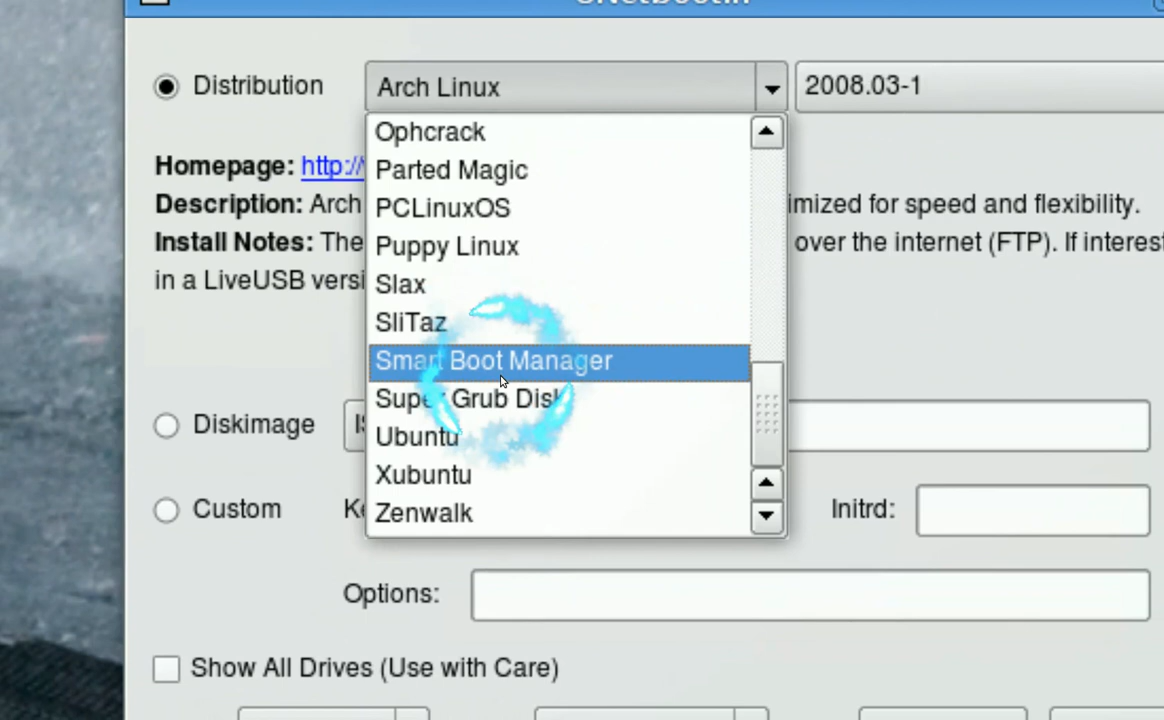 Distribution Arch Linux 2008.03-1
Ophcrack
Parted Magic
Homepage: http://
PCLinuxOS
Description: Arch imized for speed and flexibility.
Puppy Linux
Install Notes: The over the internet (FTP). If interest
Slax
in a LiveUSB versi
SliTaz
Smart Boot Manager
Super Grub Disk
Diskimage
Ubuntu
Xubuntu
Custom Initrd:
Zenwalk
Options:
Show All Drives (Use with Care)